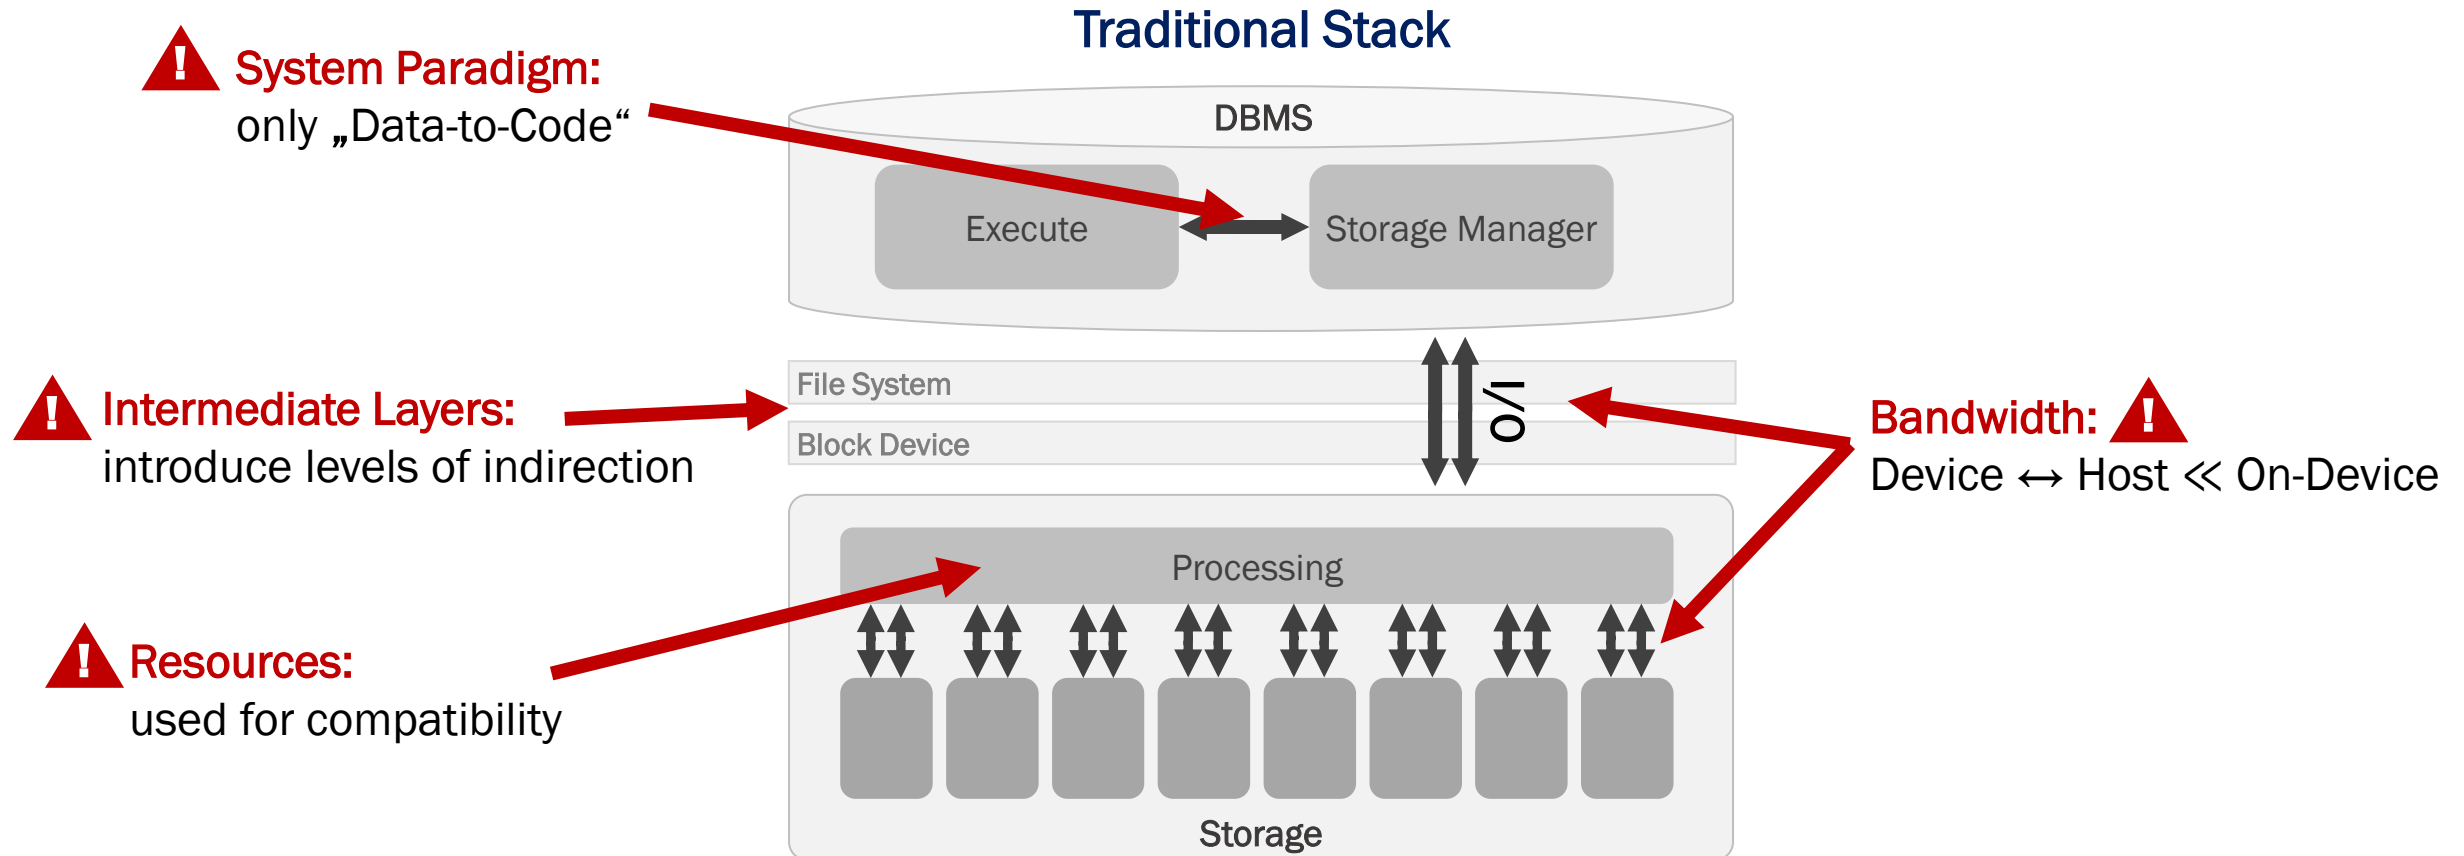 Traditional Stack
! System Paradigm:
only „Data-to-Code“
DBMS
Execute
Storage Manager
File System
Block Device
I/O
! Intermediate Layers:
introduce levels of indirection
Bandwidth: !
Device ↔ Host ≪ On-Device
Processing
! Resources:
used for compatibility
Storage